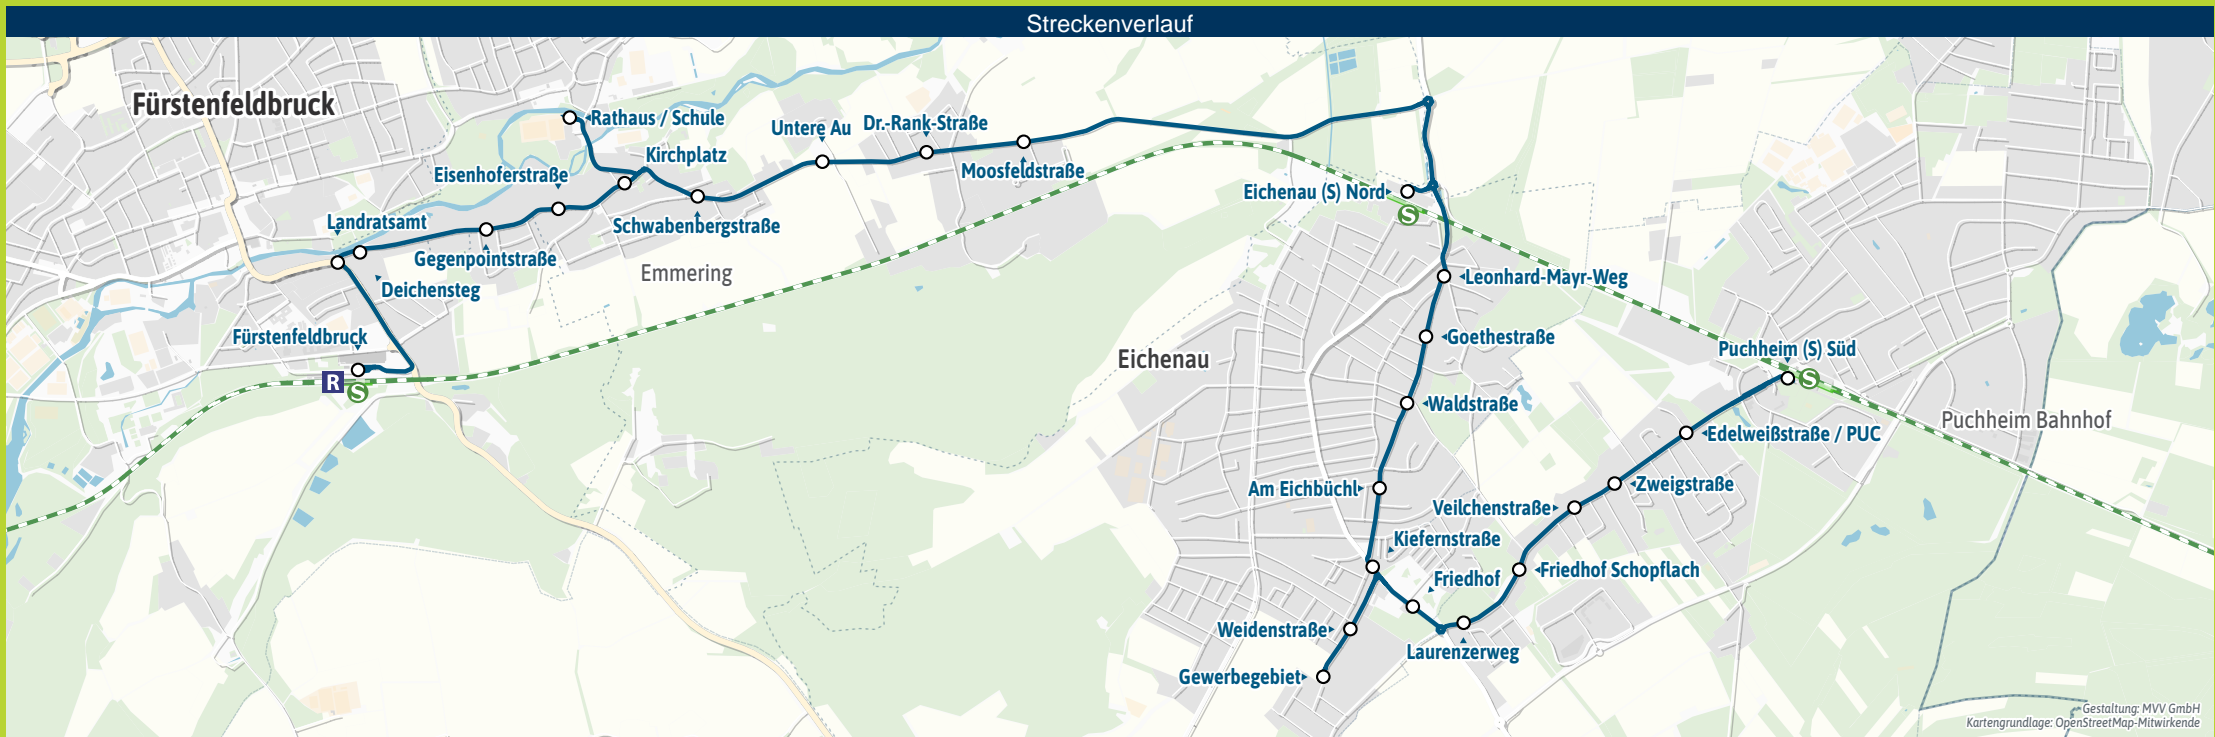 Streckenverlauf
Fürstenfeldbruck
Rathaus / Schule
Untere Au
Dr.-Rank-Straße
Kirchplatz
Eisenhoferstraße
Moosfeldstraße
Eichenau (S) Nord
S
Landratsamt
Schwabenbergstraße
Gegenpointstraße
Emmering
Leonhard-Mayr-Weg
Deichensteg
Fürstenfeldbruck
Goethestraße
Puchheim (S) Süd
Eichenau
R
S
S
Waldstraße
Puchheim Bahnhof
Edelweißstraße / PUC
Am Eichbüchl
Zweigstraße
Veilchenstraße
Kiefernstraße
Friedhof Schopflach
Friedhof
Weidenstraße
Laurenzerweg
Gewerbegebiet
Gestaltung: MVV GmbH
Kartengrundlage: OpenStreetMap-Mitwirkende